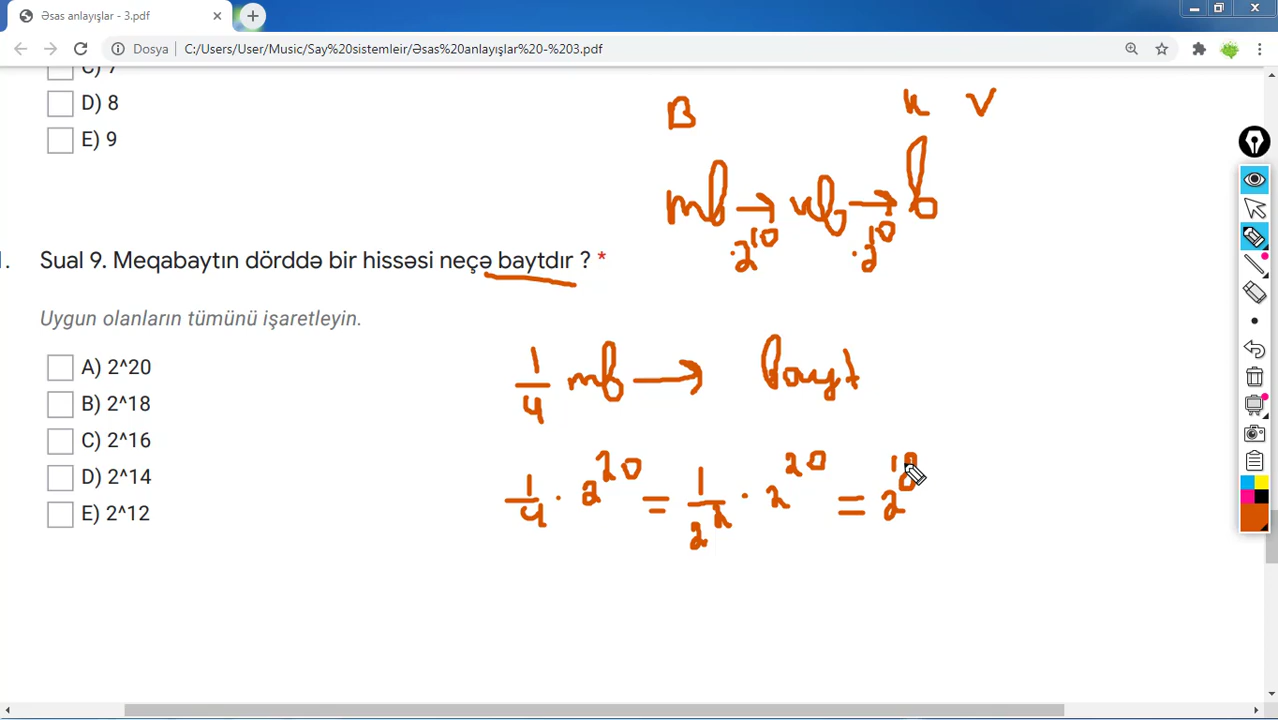 Əsas anlayışlar - 3.pdf
Dosya C:/Users/User/Music/Say%20sistemleir/Əsas%20anlayışlar%20-%203.pdf
C) 7
D) 8
E) 9
B K V
mb → kb → b
·2^10 ·2^10
. Sual 9. Meqabaytın dörddə bir hissəsi neçə baytdır ? *
Uygun olanların tümünü işaretleyin.
A) 2^20
B) 2^18
C) 2^16
D) 2^14
E) 2^12
1/4 mb → bayt
1/4 · 2^20 = 1/2^2 · 2^20 = 2^18